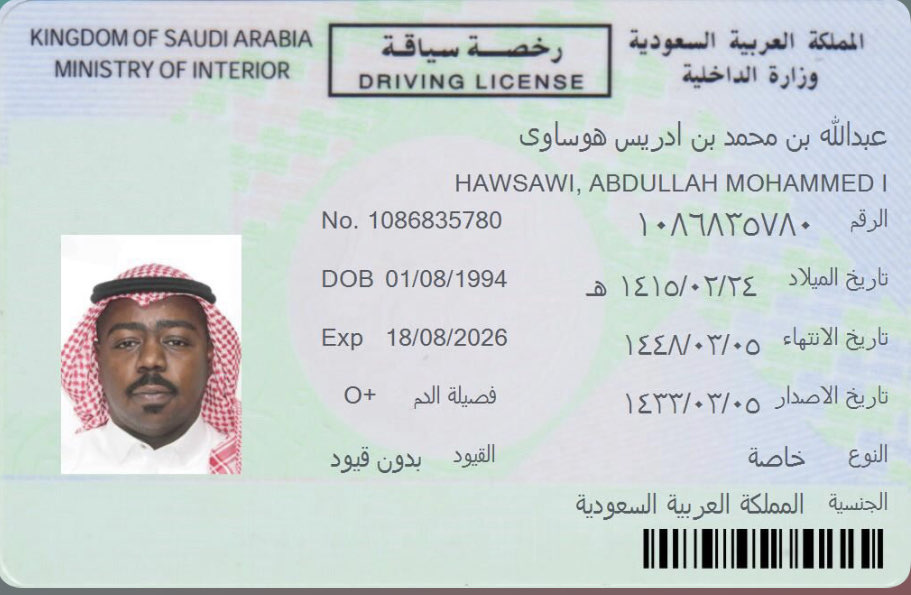 KINGDOM OF SAUDI ARABIA
MINISTRY OF INTERIOR
رخصة سياقة
DRIVING LICENSE
المملكة العربية السعودية
وزارة الداخلية
عبدالله بن محمد بن ادريس هوساوى
HAWSAWI, ABDULLAH MOHAMMED I
No. 1086835780 الرقم ١٠٨٦٨٣٥٧٨٠
DOB 01/08/1994 تاريخ الميلاد ١٤١٥/٠٢/٢٤ هـ
Exp 18/08/2026 تاريخ الانتهاء ١٤٤٨/٠٣/٠٥
O+ فصيلة الدم تاريخ الاصدار ١٤٣٣/٠٣/٠٥
النوع خاصة القيود بدون قيود
الجنسية المملكة العربية السعودية